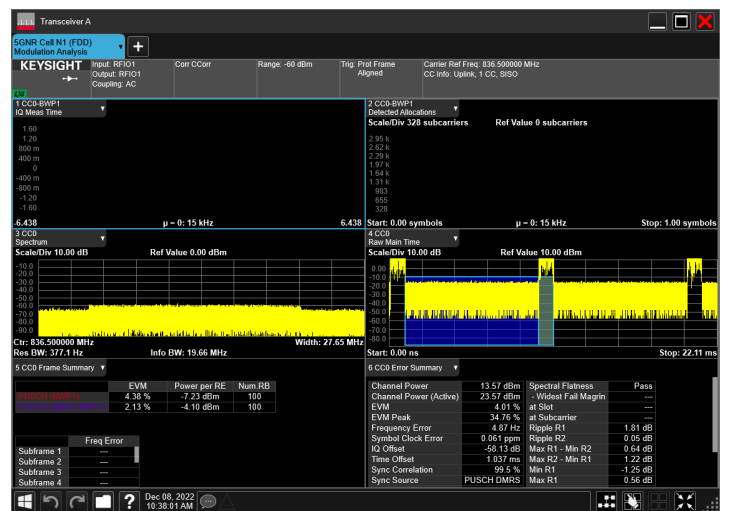 Transceiver A
5GNR Cell N1 (FDD)
Modulation Analysis
KEYSIGHT
LXI
Input: RFIO1
Output: RFIO1
Coupling: AC
Corr CCorr
Range: -60 dBm
Trig: Prot Frame
Aligned
Carrier Ref Freq: 836.500000 MHz
CC Info: Uplink, 1 CC, SISO
1 CC0-BWP1
IQ Meas Time
1.60
1.20
800 m
400 m
0
-400 m
-800 m
-1.20
-1.60
-6.438
μ = 0: 15 kHz
6.438
2 CC0-BWP1
Detected Allocations
Scale/Div 328 subcarriers
Ref Value 0 subcarriers
2.95 k
2.62 k
2.29 k
1.97 k
1.64 k
1.31 k
983
655
328
Start: 0.00 symbols
μ = 0: 15 kHz
Stop: 1.00 symbols
3 CC0
Spectrum
Scale/Div 10.00 dB
Ref Value 0.00 dBm
-10.0
-20.0
-30.0
-40.0
-50.0
-60.0
-70.0
-80.0
-90.0
Ctr: 836.500000 MHz
Width: 27.65 MHz
Res BW: 377.1 Hz
Info BW: 19.66 MHz
4 CC0
Raw Main Time
Scale/Div 10.00 dB
Ref Value 10.00 dBm
0.00
-10.0
-20.0
-30.0
-40.0
-50.0
-60.0
-70.0
-80.0
Start: 0.00 ns
Stop: 22.11 ms
5 CC0 Frame Summary
EVM Power per RE Num.RB
4.38 % -7.23 dBm 100
2.13 % -4.10 dBm 100
Freq Error
Subframe 1 ---
Subframe 2 ---
Subframe 3 ---
Subframe 4 ---
6 CC0 Error Summary
Channel Power 13.57 dBm Spectral Flatness Pass
Channel Power (Active) 23.57 dBm - Widest Fail Magrin ---
EVM 4.01 % at Slot ---
EVM Peak 34.76 % at Subcarrier ---
Frequency Error 4.87 Hz Ripple R1 1.81 dB
Symbol Clock Error 0.061 ppm Ripple R2 0.05 dB
IQ Offset -58.13 dB Max R1 - Min R2 0.64 dB
Time Offset 1.037 ms Max R2 - Min R1 1.22 dB
Sync Correlation 99.5 % Min R1 -1.25 dB
Sync Source PUSCH DMRS Max R1 0.56 dB
Dec 08, 2022
10:38:01 AM